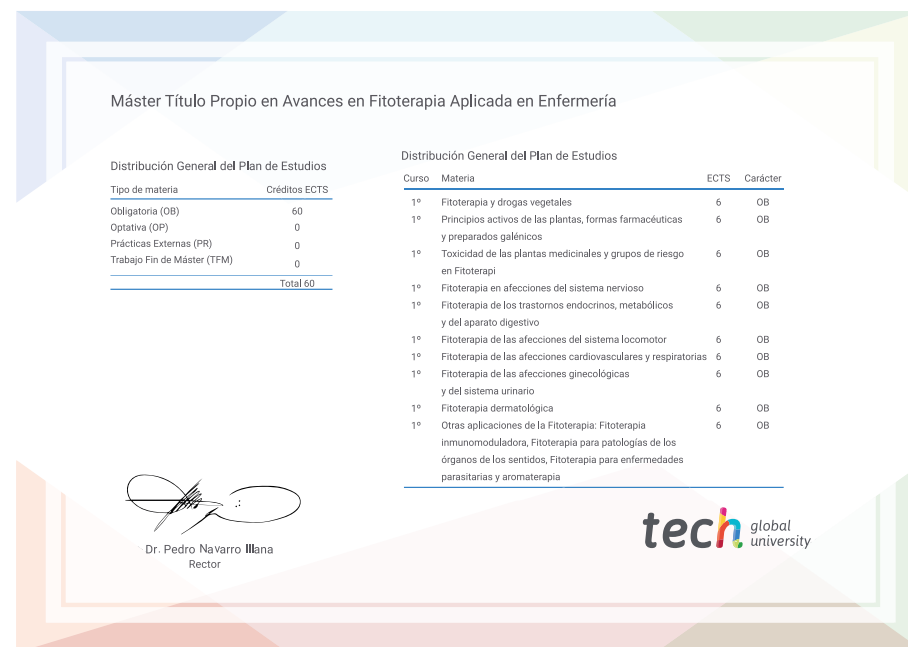 Máster Título Propio en Avances en Fitoterapia Aplicada en Enfermería
Distribución General del Plan de Estudios
Tipo de materia Créditos ECTS
Obligatoria (OB) 60
Optativa (OP) 0
Prácticas Externas (PR) 0
Trabajo Fin de Máster (TFM) 0
Total 60
Distribución General del Plan de Estudios
Curso Materia ECTS Carácter
1º Fitoterapia y drogas vegetales 6 OB
1º Principios activos de las plantas, formas farmacéuticas 6 OB
y preparados galénicos
1º Toxicidad de las plantas medicinales y grupos de riesgo 6 OB
en Fitoterapi
1º Fitoterapia en afecciones del sistema nervioso 6 OB
1º Fitoterapia de los trastornos endocrinos, metabólicos 6 OB
y del aparato digestivo
1º Fitoterapia de las afecciones del sistema locomotor 6 OB
1º Fitoterapia de las afecciones cardiovasculares y respiratorias 6 OB
1º Fitoterapia de las afecciones ginecológicas 6 OB
y del sistema urinario
1º Fitoterapia dermatológica 6 OB
1º Otras aplicaciones de la Fitoterapia: Fitoterapia 6 OB
inmunomoduladora, Fitoterapia para patologías de los
órganos de los sentidos, Fitoterapia para enfermedades
parasitarias y aromaterapia
Dr. Pedro Navarro Illana
Rector
tech global
university